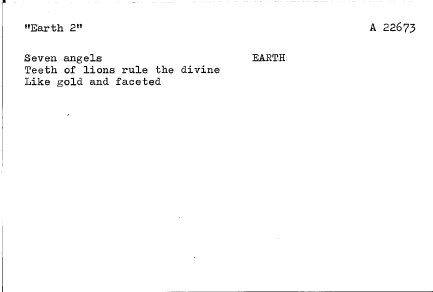 "Earth 2" A 22673
Seven angels EARTH
Teeth of lions rule the divine
Like gold and faceted